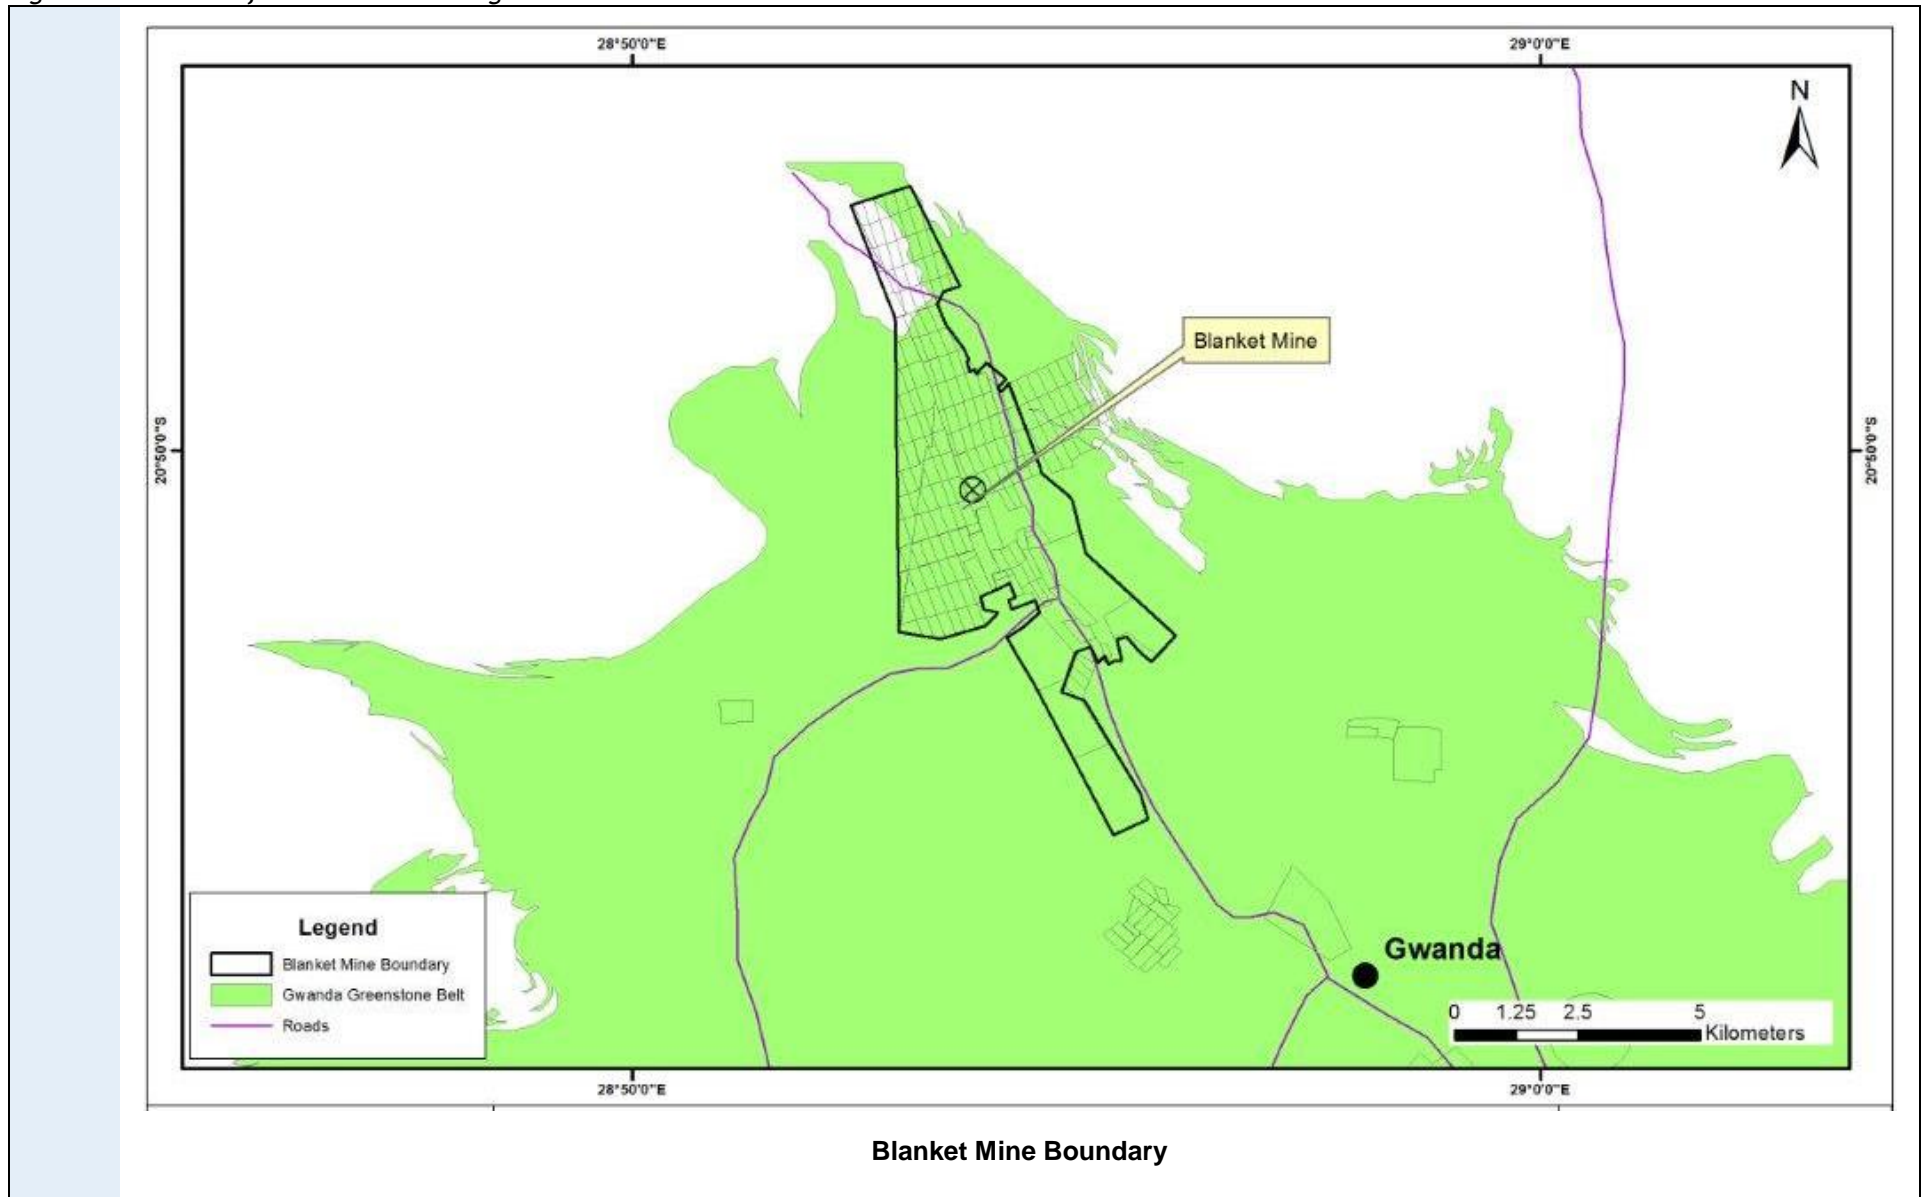 28°50'0"E
29°0'0"E
N
Blanket Mine
20°50'0"S
20°50'0"S
Gwanda
Legend
Blanket Mine Boundary
Gwanda Greenstone Belt
Roads
0 1.25 2.5 5
Kilometers
28°50'0"E
29°0'0"E
Blanket Mine Boundary